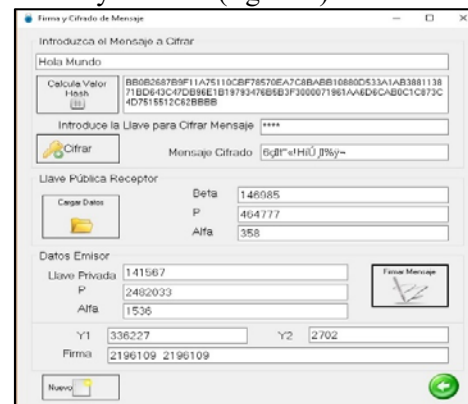 Firma y Cifrado de Mensaje
Introduzca el Mensaje a Cifrar
Hola Mundo
Calcula Valor Hash
BB0B2687B9F11A75110CBF78570EA7C8BABB10880D533A1AB3881138
71BD643C47DB96E1B19793476B5B3F3000071961AA6D6CAB0C1C873C
4D7515512C62BBBB
Introduce la Llave para Cifrar Mensaje ****
Cifrar
Mensaje Cifrado
Llave Pública Receptor
Cargar Datos
Beta 146985
P 464777
Alfa 358
Datos Emisor
Llave Privada 141567
Firmar Mensaje
P 2482033
Alfa 1536
Y1 336227 Y2 2702
Firma 2196109 2196109
Nuevo